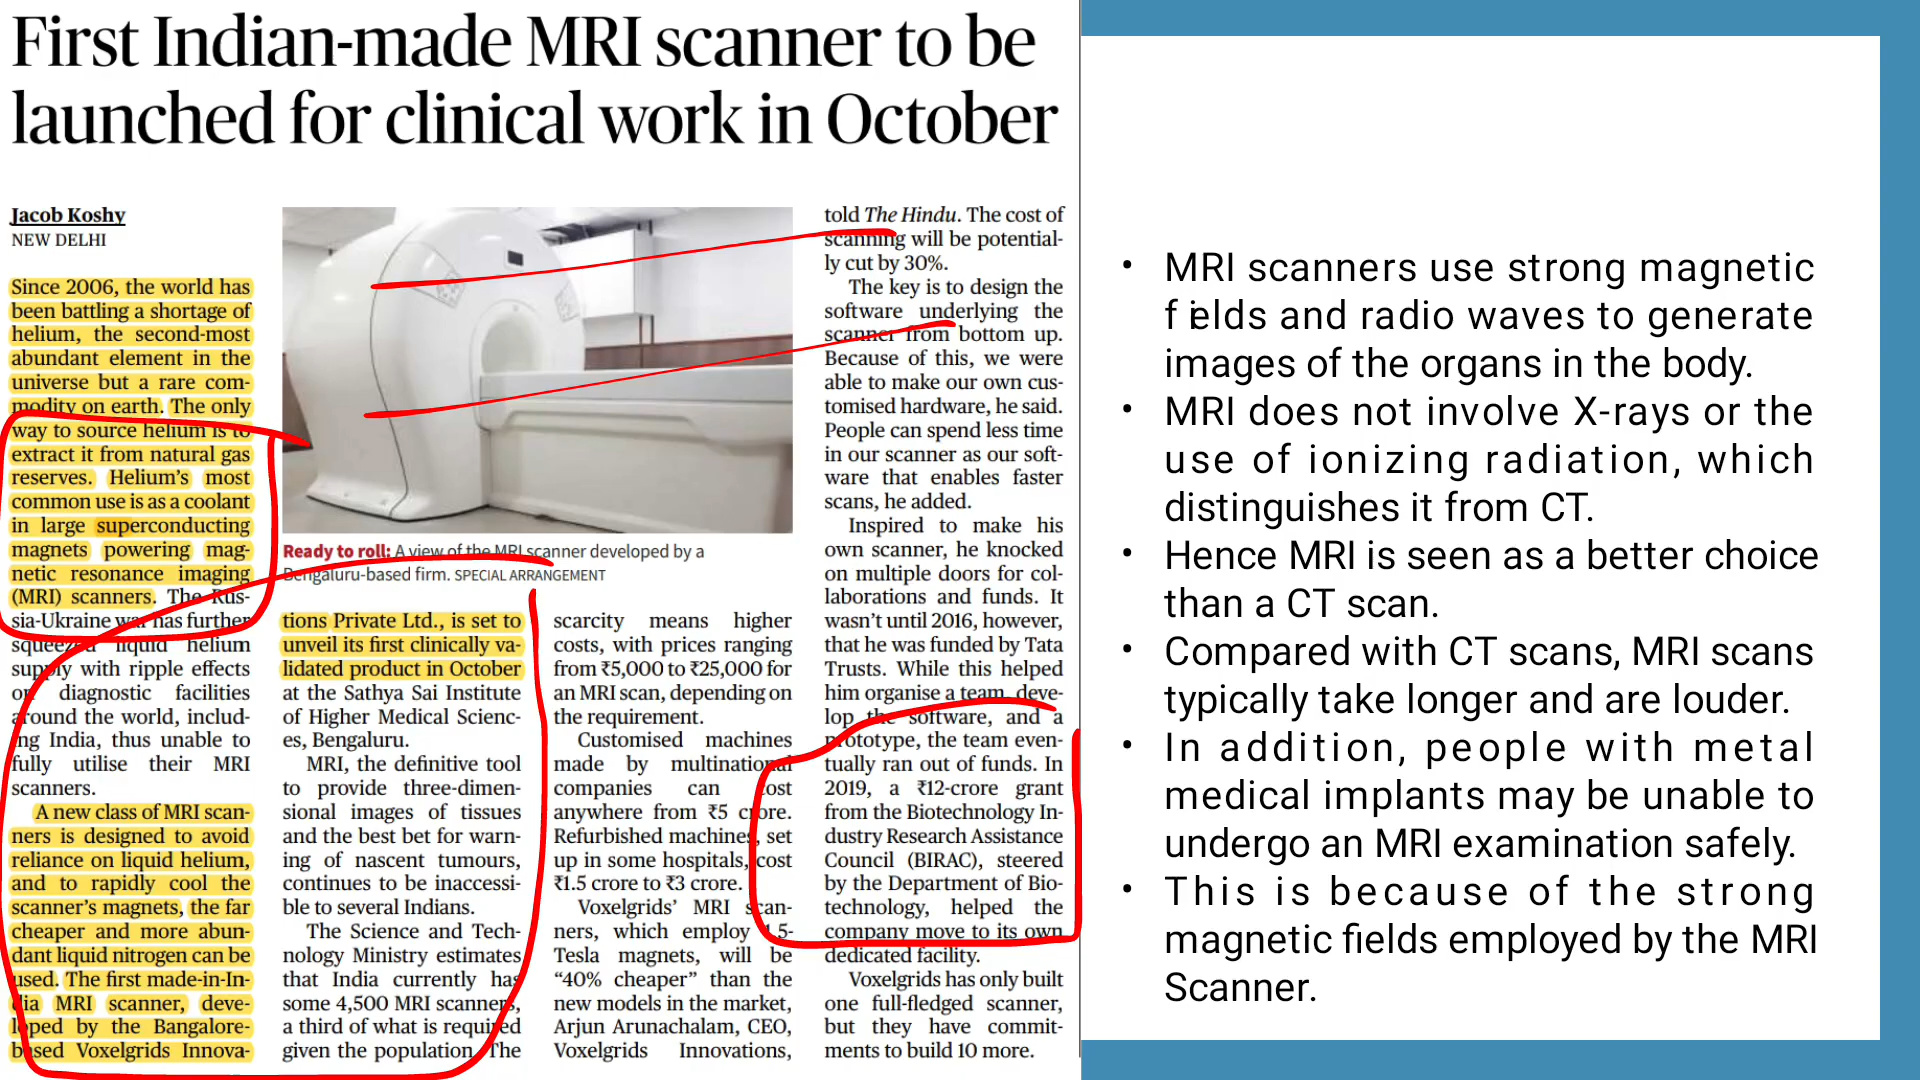 First Indian-made MRI scanner to be
launched for clinical work in October
Jacob Koshy
NEW DELHI
Since 2006, the world has
been battling a shortage of
helium, the second-most
abundant element in the
universe but a rare com-
modity on earth. The only
way to source helium is to
extract it from natural gas
reserves. Helium's most
common use is as a coolant
in large superconducting
magnets powering mag-
netic resonance imaging
(MRI) scanners. The Rus-
sia-Ukraine war has further
squeezed liquid helium
supply with ripple effects
on diagnostic facilities
around the world, includ-
ing India, thus unable to
fully utilise their MRI
scanners.
A new class of MRI scan-
ners is designed to avoid
reliance on liquid helium,
and to rapidly cool the
scanner's magnets, the far
cheaper and more abun-
dant liquid nitrogen can be
used. The first made-in-In-
dia MRI scanner, deve-
loped by the Bangalore-
based Voxelgrids Innova-
Ready to roll: A view of the MRI scanner developed by a
Bengaluru-based firm. SPECIAL ARRANGEMENT
tions Private Ltd., is set to
unveil its first clinically va-
lidated product in October
at the Sathya Sai Institute
of Higher Medical Scienc-
es, Bengaluru.
MRI, the definitive tool
to provide three-dimen-
sional images of tissues
and the best bet for warn-
ing of nascent tumours,
continues to be inaccessi-
ble to several Indians.
The Science and Tech-
nology Ministry estimates
that India currently has
some 4,500 MRI scanners,
a third of what is required
given the population. The
scarcity means higher
costs, with prices ranging
from ₹5,000 to ₹25,000 for
an MRI scan, depending on
the requirement.
Customised machines
made by multinational
companies can cost
anywhere from ₹5 crore.
Refurbished machines, set
up in some hospitals, cost
₹1.5 crore to ₹3 crore.
Voxelgrids' MRI scan-
ners, which employ 1.5-
Tesla magnets, will be
"40% cheaper" than the
new models in the market,
Arjun Arunachalam, CEO,
Voxelgrids Innovations,
told The Hindu. The cost of
scanning will be potential-
ly cut by 30%.
The key is to design the
software underlying the
scanner from bottom up.
Because of this, we were
able to make our own cus-
tomised hardware, he said.
People can spend less time
in our scanner as our soft-
ware that enables faster
scans, he added.
Inspired to make his
own scanner, he knocked
on multiple doors for col-
laborations and funds. It
wasn't until 2016, however,
that he was funded by Tata
Trusts. While this helped
him organise a team, deve-
lop the software, and a
prototype, the team even-
tually ran out of funds. In
2019, a ₹12-crore grant
from the Biotechnology In-
dustry Research Assistance
Council (BIRAC), steered
by the Department of Bio-
technology, helped the
company move to its own
dedicated facility.
Voxelgrids has only built
one full-fledged scanner,
but they have commit-
ments to build 10 more.
• MRI scanners use strong magnetic
fields and radio waves to generate
images of the organs in the body.
• MRI does not involve X-rays or the
use of ionizing radiation, which
distinguishes it from CT.
• Hence MRI is seen as a better choice
than a CT scan.
• Compared with CT scans, MRI scans
typically take longer and are louder.
• In addition, people with metal
medical implants may be unable to
undergo an MRI examination safely.
• This is because of the strong
magnetic fields employed by the MRI
Scanner.